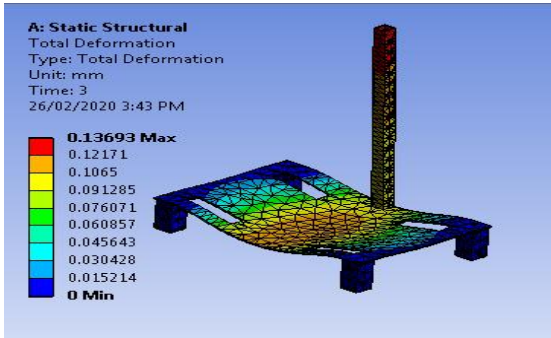 A: Static Structural
Total Deformation
Type: Total Deformation
Unit: mm
Time: 3
26/02/2020 3:43 PM
0.13693 Max
0.12171
0.1065
0.091285
0.076071
0.060857
0.045643
0.030428
0.015214
0 Min